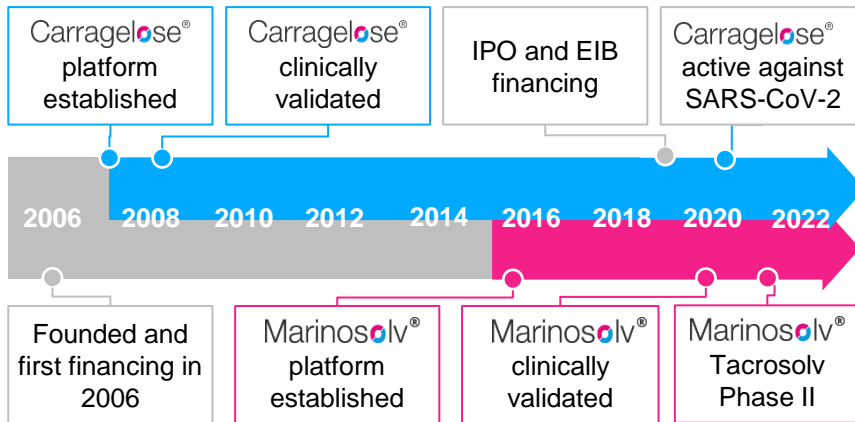 Carragelose®
platform
established
Carragelose®
clinically
validated
IPO and EIB
financing
Carragelose®
active against
SARS-CoV-2
2006 2008 2010 2012 2014 2016 2018 2020 2022
Founded and
first financing in
2006
Marinosolv®
platform
established
Marinosolv®
clinically
validated
Marinosolv®
Tacrosolv
Phase II